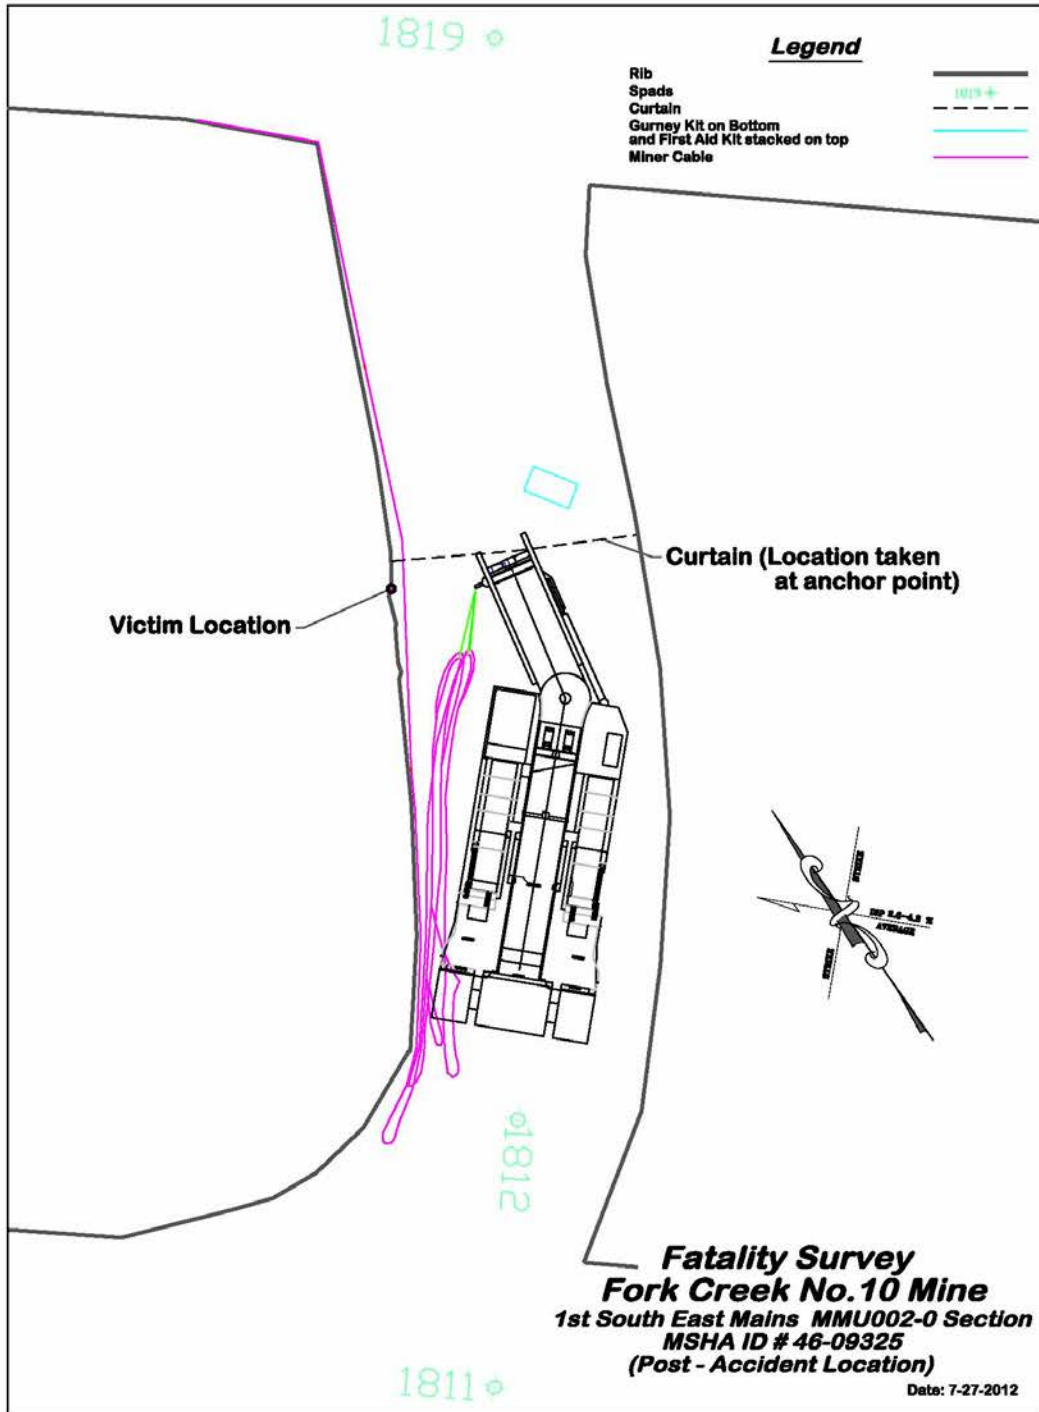 1819
Legend
Rib
Spads
1819
Curtain
Gurney Kit on Bottom
and First Aid Kit stacked on top
Miner Cable
Curtain (Location taken
at anchor point)
Victim Location
STRIKE
AVERAGE
STRIKE
1812
Fatality Survey
Fork Creek No.10 Mine
1st South East Mains MMU002-0 Section
MSHA ID # 46-09325
(Post - Accident Location)
Date: 7-27-2012
1811